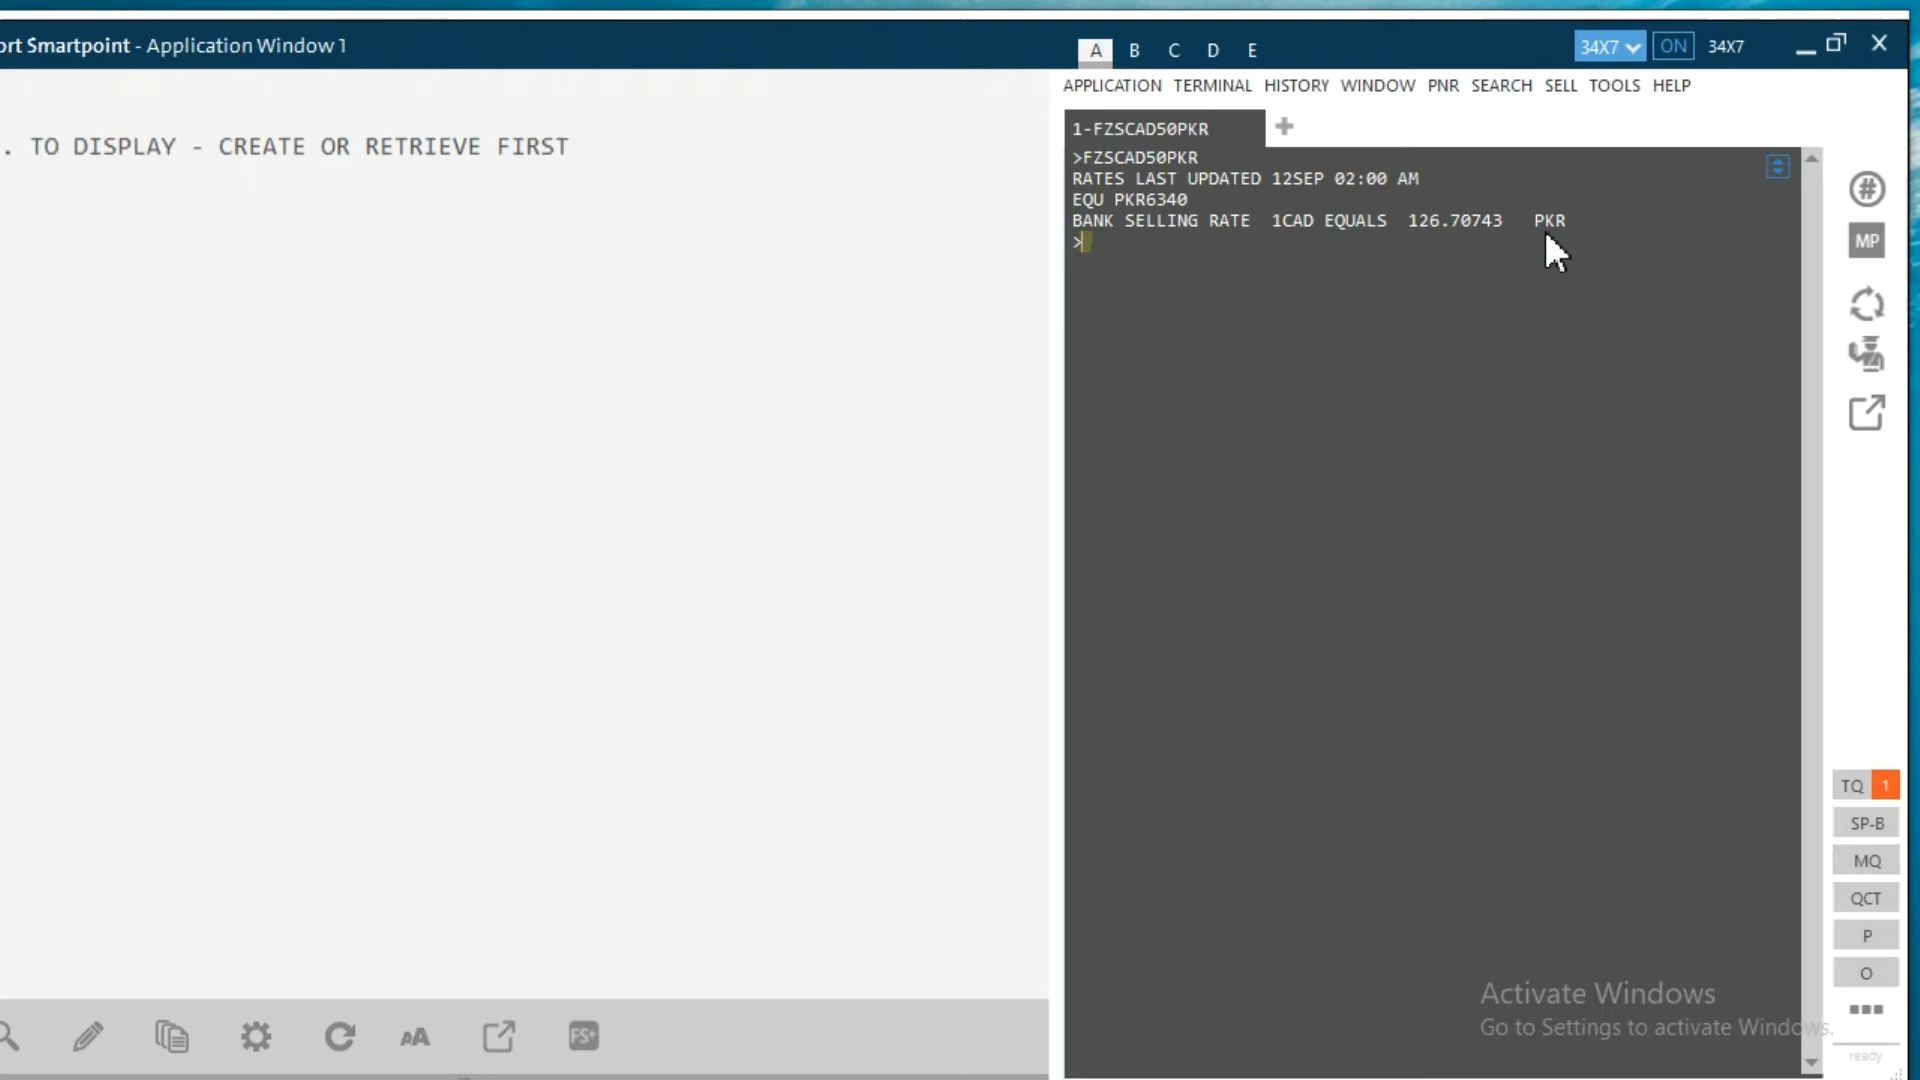 ort Smartpoint - Application Window 1
A B C D E
34X7 ON 34X7
APPLICATION TERMINAL HISTORY WINDOW PNR SEARCH SELL TOOLS HELP
. TO DISPLAY - CREATE OR RETRIEVE FIRST
1-FZSCAD50PKR
>FZSCAD50PKR
RATES LAST UPDATED 12SEP 02:00 AM
EQU PKR6340
BANK SELLING RATE 1CAD EQUALS 126.70743 PKR
>
#
MP
TQ 1
SP-B
MQ
QCT
P
O
Activate Windows
Go to Settings to activate Windows.
ready
AA
FS+